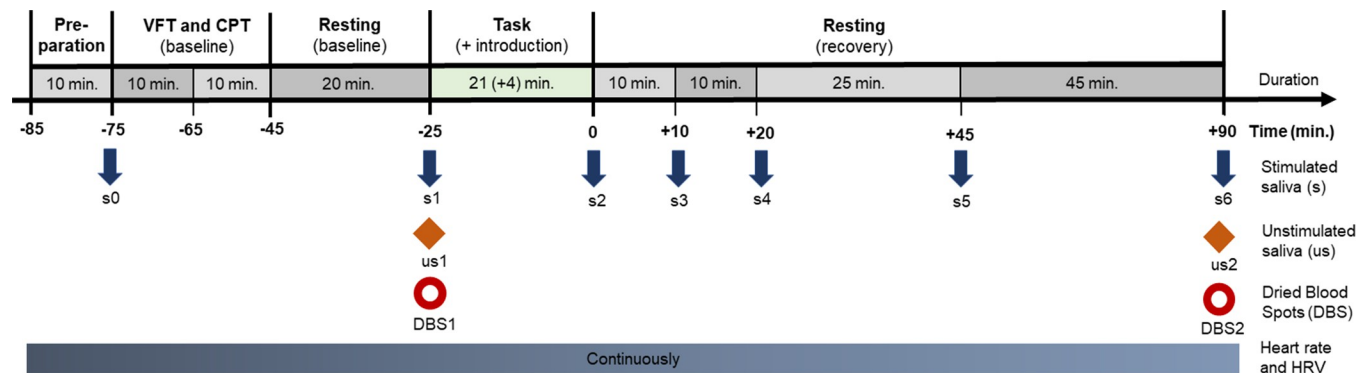 Pre-
paration
VFT and CPT
(baseline)
Resting
(baseline)
Task
(+ introduction)
Resting
(recovery)
10 min.
10 min.
10 min.
20 min.
21 (+4) min.
10 min.
10 min.
25 min.
45 min.
Duration
-85
-75
-65
-45
-25
0
+10
+20
+45
+90
Time (min.)
s0
s1
s2
s3
s4
s5
s6
Stimulated
saliva (s)
us1
us2
Unstimulated
saliva (us)
DBS1
DBS2
Dried Blood
Spots (DBS)
Continuously
Heart rate
and HRV